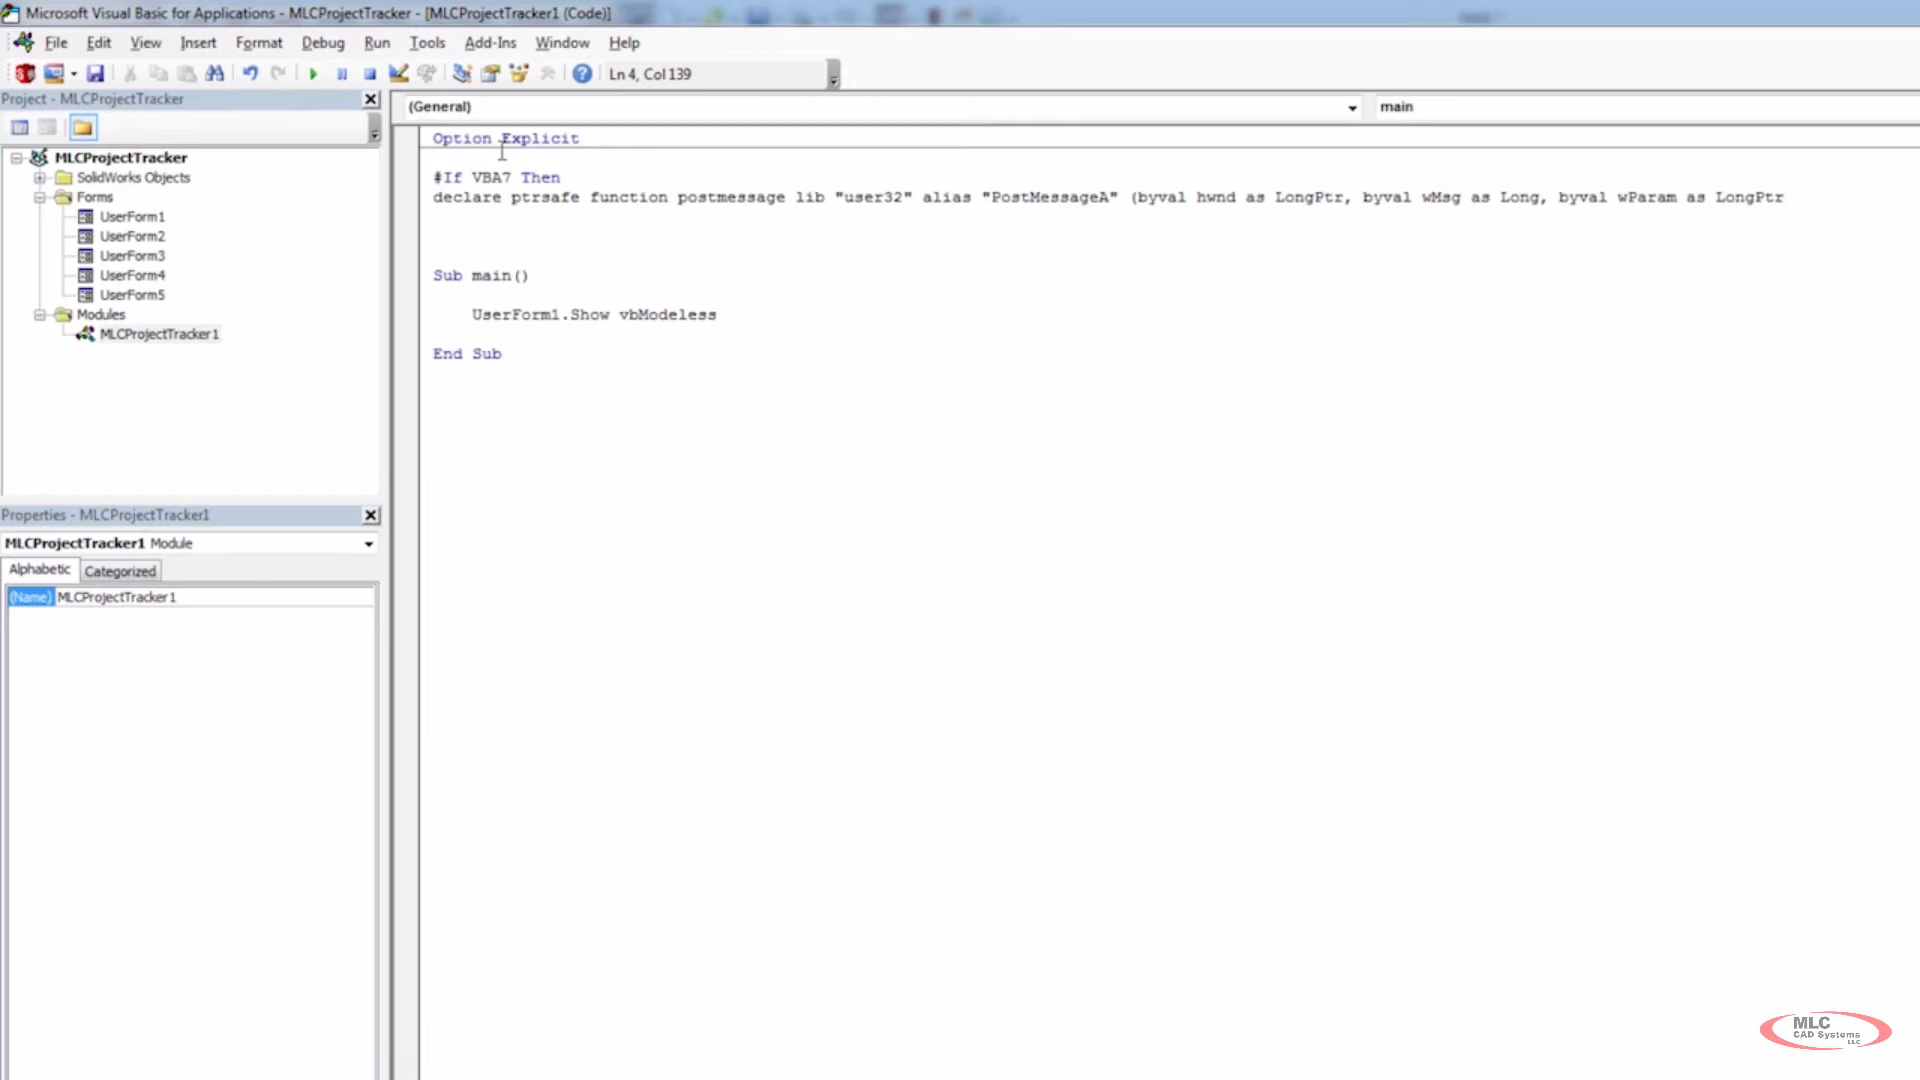 Microsoft Visual Basic for Applications - MLCProjectTracker - [MLCProjectTracker1 (Code)]
File Edit View Insert Format Debug Run Tools Add-Ins Window Help
Ln 4, Col 139
Project - MLCProjectTracker
(General)
main
MLCProjectTracker
SolidWorks Objects
Forms
UserForm1
UserForm2
UserForm3
UserForm4
UserForm5
Modules
MLCProjectTracker1
Option Explicit
#If VBA7 Then
declare ptrsafe function postmessage lib "user32" alias "PostMessageA" (byval hwnd as LongPtr, byval wMsg as Long, byval wParam as LongPtr
Sub main()
UserForm1.Show vbModeless
End Sub
Properties - MLCProjectTracker1
MLCProjectTracker1 Module
Alphabetic Categorized
(Name) MLCProjectTracker1
MLC
CAD Systems
LLC